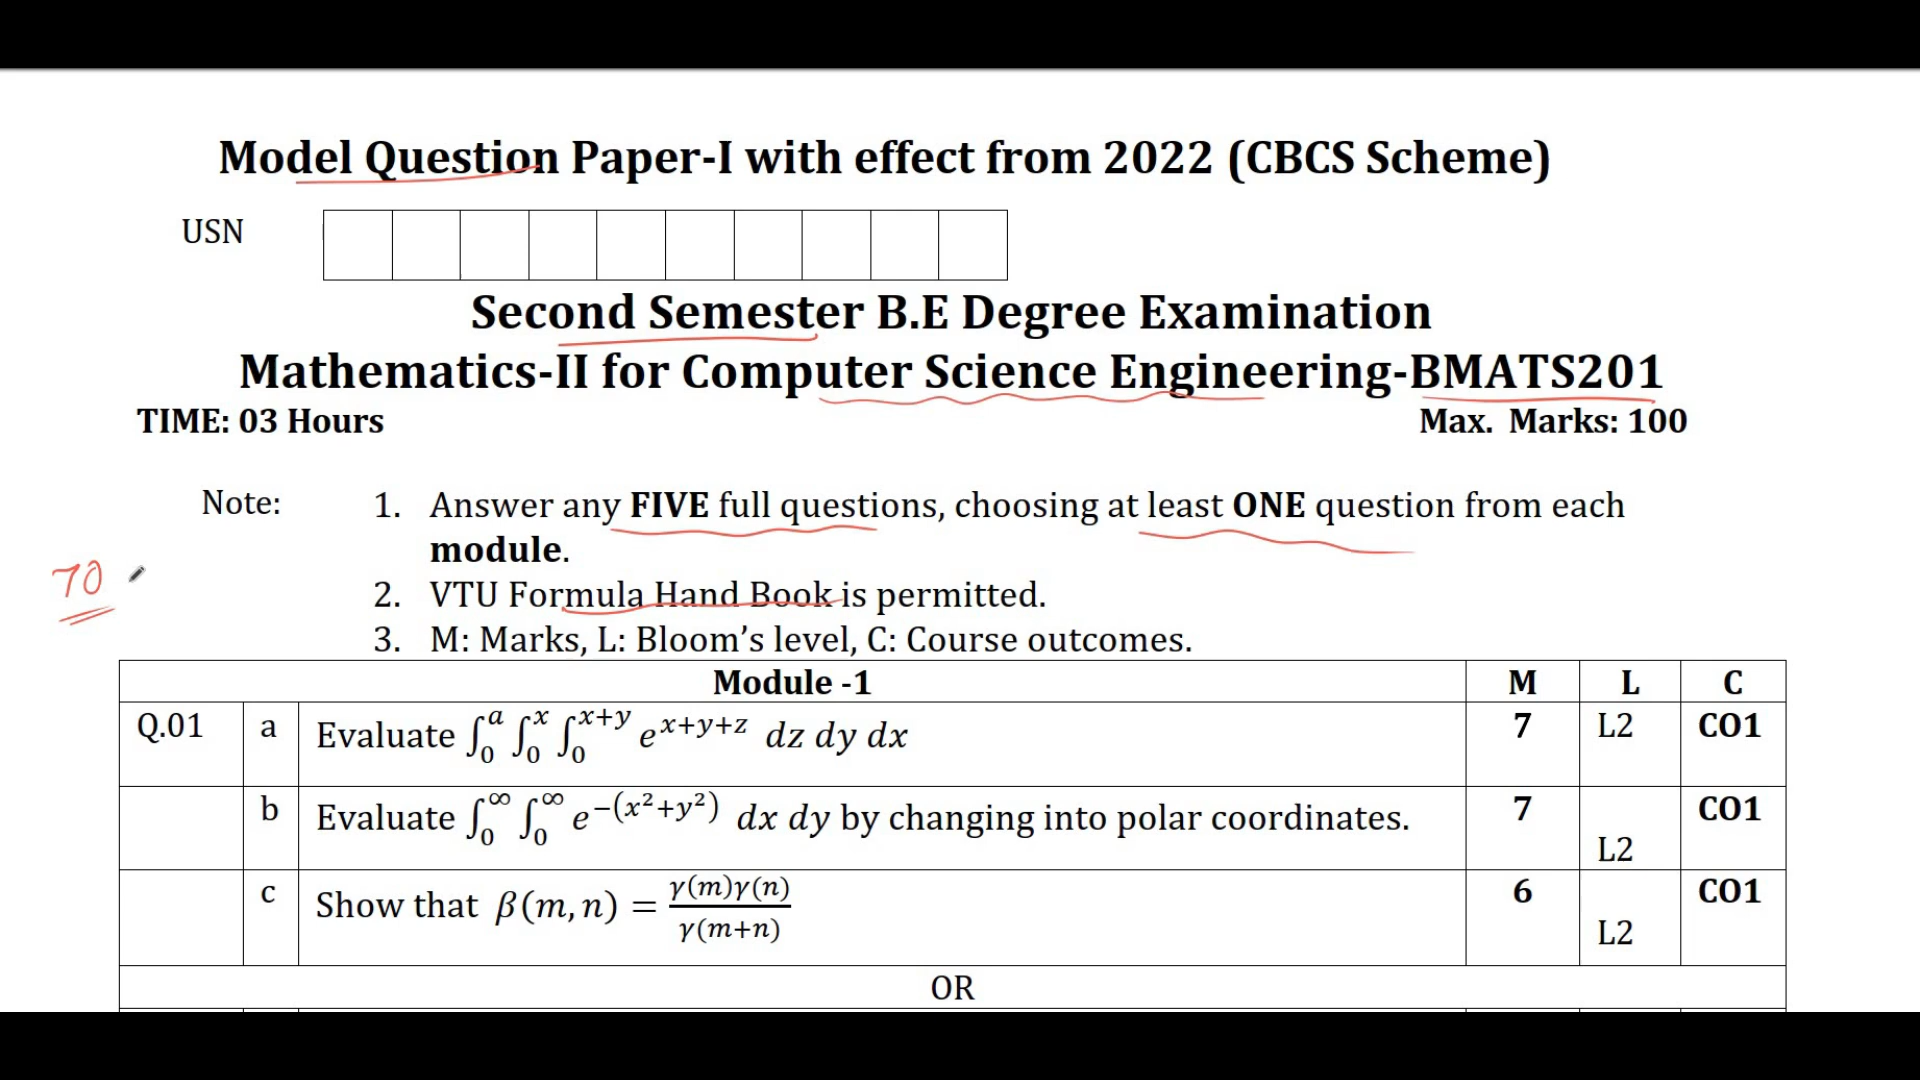 Model Question Paper-I with effect from 2022 (CBCS Scheme)
USN
Second Semester B.E Degree Examination
Mathematics-II for Computer Science Engineering-BMATS201
TIME: 03 Hours Max. Marks: 100
Note: 1. Answer any FIVE full questions, choosing at least ONE question from each
module.
70
2. VTU Formula Hand Book is permitted.
3. M: Marks, L: Bloom’s level, C: Course outcomes.
Module -1 M L C
Q.01 a Evaluate ∫₀ᵃ ∫₀ˣ ∫₀ˣ⁺ʸ eˣ⁺ʸ⁺ᶻ dz dy dx 7 L2 CO1
b Evaluate ∫₀^∞ ∫₀^∞ e^−(x²+y²) dx dy by changing into polar coordinates. 7 L2 CO1
c Show that β(m, n) = γ(m)γ(n)/γ(m+n) 6 L2 CO1
OR